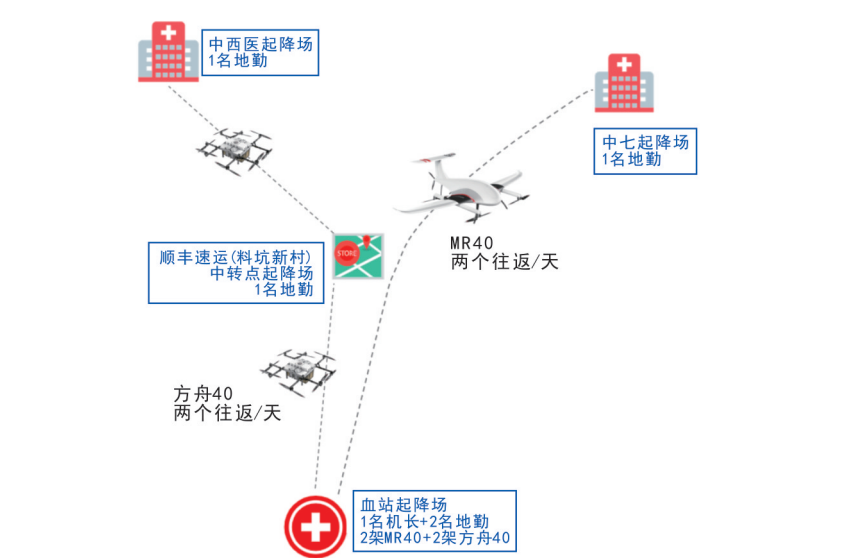 中西医起降场
1名地勤
中七起降场
1名地勤
MR40
两个往返/天
顺丰速运(料坑新村)
中转点起降场
1名地勤
STORE
方舟40
两个往返/天
血站起降场
1名机长+2名地勤
2架MR40+2架方舟40